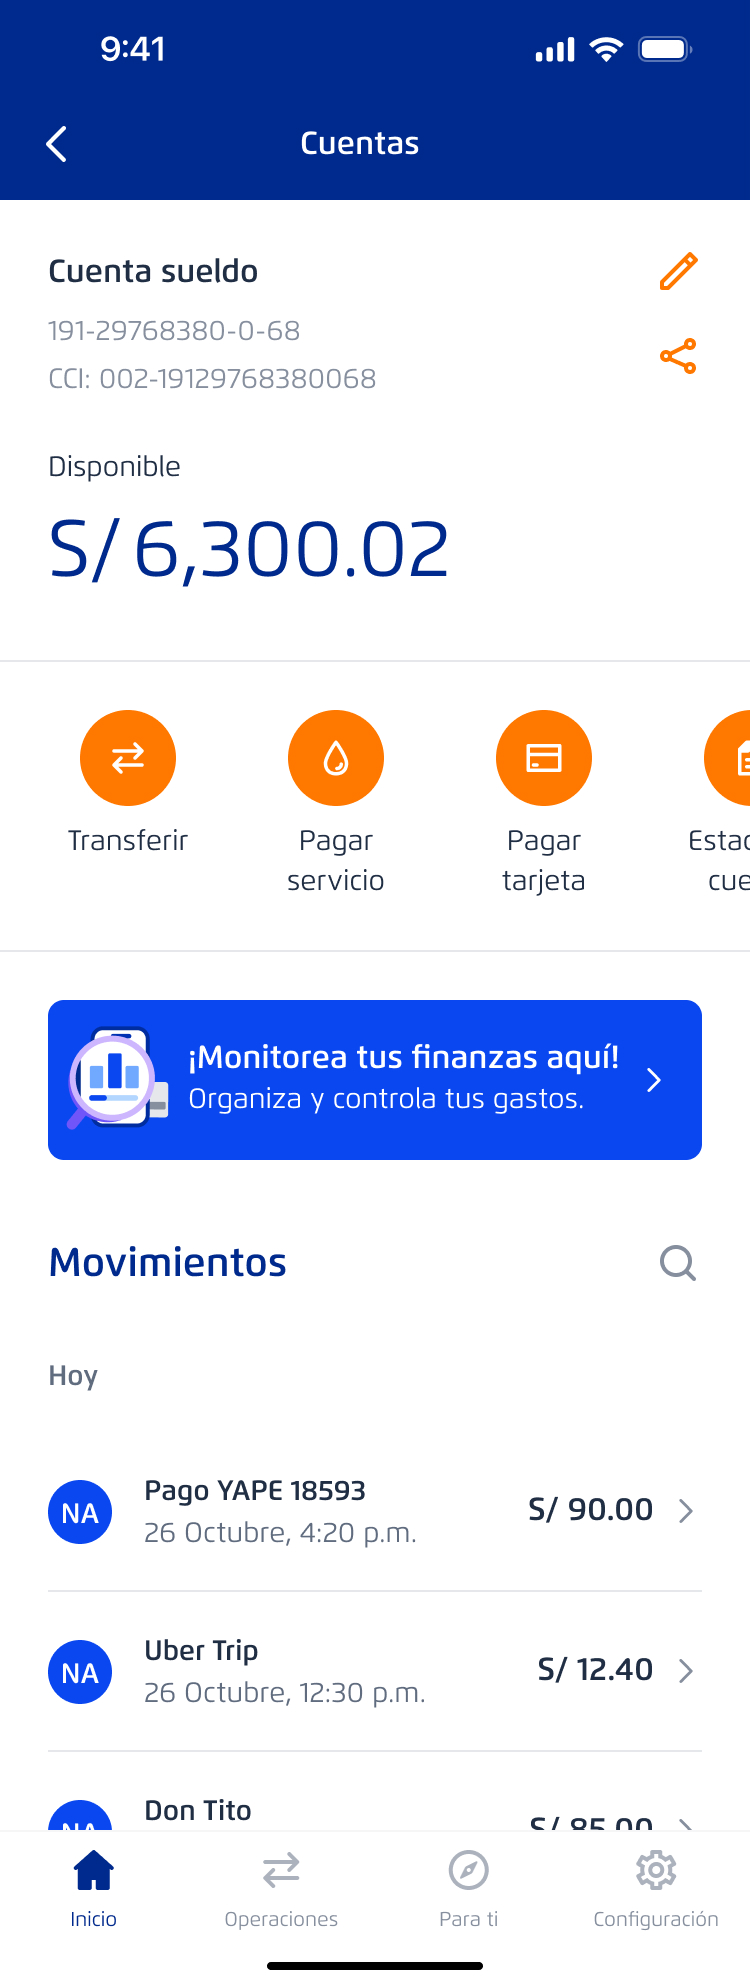 9:41
Cuentas
Cuenta sueldo
191-29768380-0-68
CCI: 002-19129768380068
Disponible
S/ 6,300.02
Transferir
Pagar
servicio
Pagar
tarjeta
¡Monitorea tus finanzas aquí!
Organiza y controla tus gastos.
Movimientos
Hoy
NA
Pago YAPE 18593
26 Octubre, 4:20 p.m.
S/ 90.00
NA
Uber Trip
26 Octubre, 12:30 p.m.
S/ 12.40
NA
Don Tito
S/ 85.00
Inicio
Operaciones
Para ti
Configuración